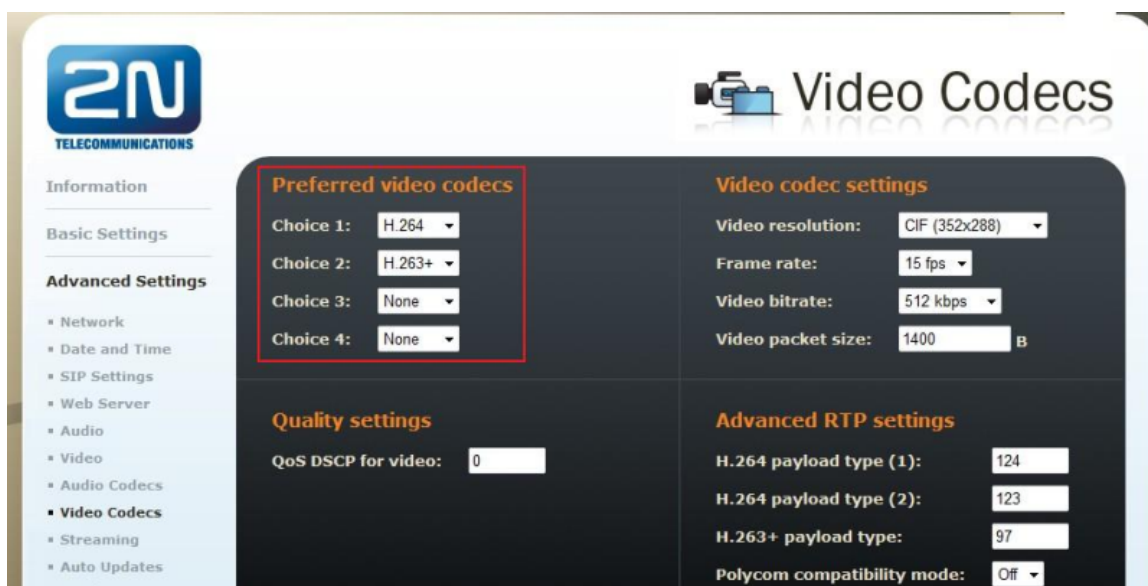 2N
TELECOMMUNICATIONS
Video Codecs
Information
Basic Settings
Advanced Settings
Network
Date and Time
SIP Settings
Web Server
Audio
Video
Audio Codecs
Video Codecs
Streaming
Auto Updates
Preferred video codecs
Choice 1: H.264
Choice 2: H.263+
Choice 3: None
Choice 4: None
Video codec settings
Video resolution: CIF (352x288)
Frame rate: 15 fps
Video bitrate: 512 kbps
Video packet size: 1400 B
Quality settings
QoS DSCP for video: 0
Advanced RTP settings
H.264 payload type (1): 124
H.264 payload type (2): 123
H.263+ payload type: 97
Polycom compatibility mode: Off